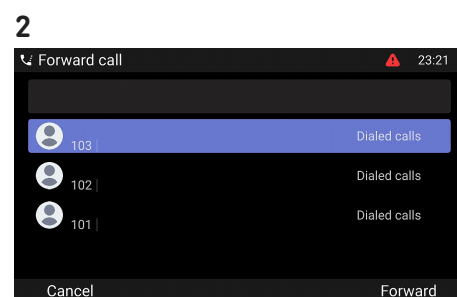 2
Forward call 23:21
103 | Dialed calls
102 | Dialed calls
101 | Dialed calls
Cancel Forward